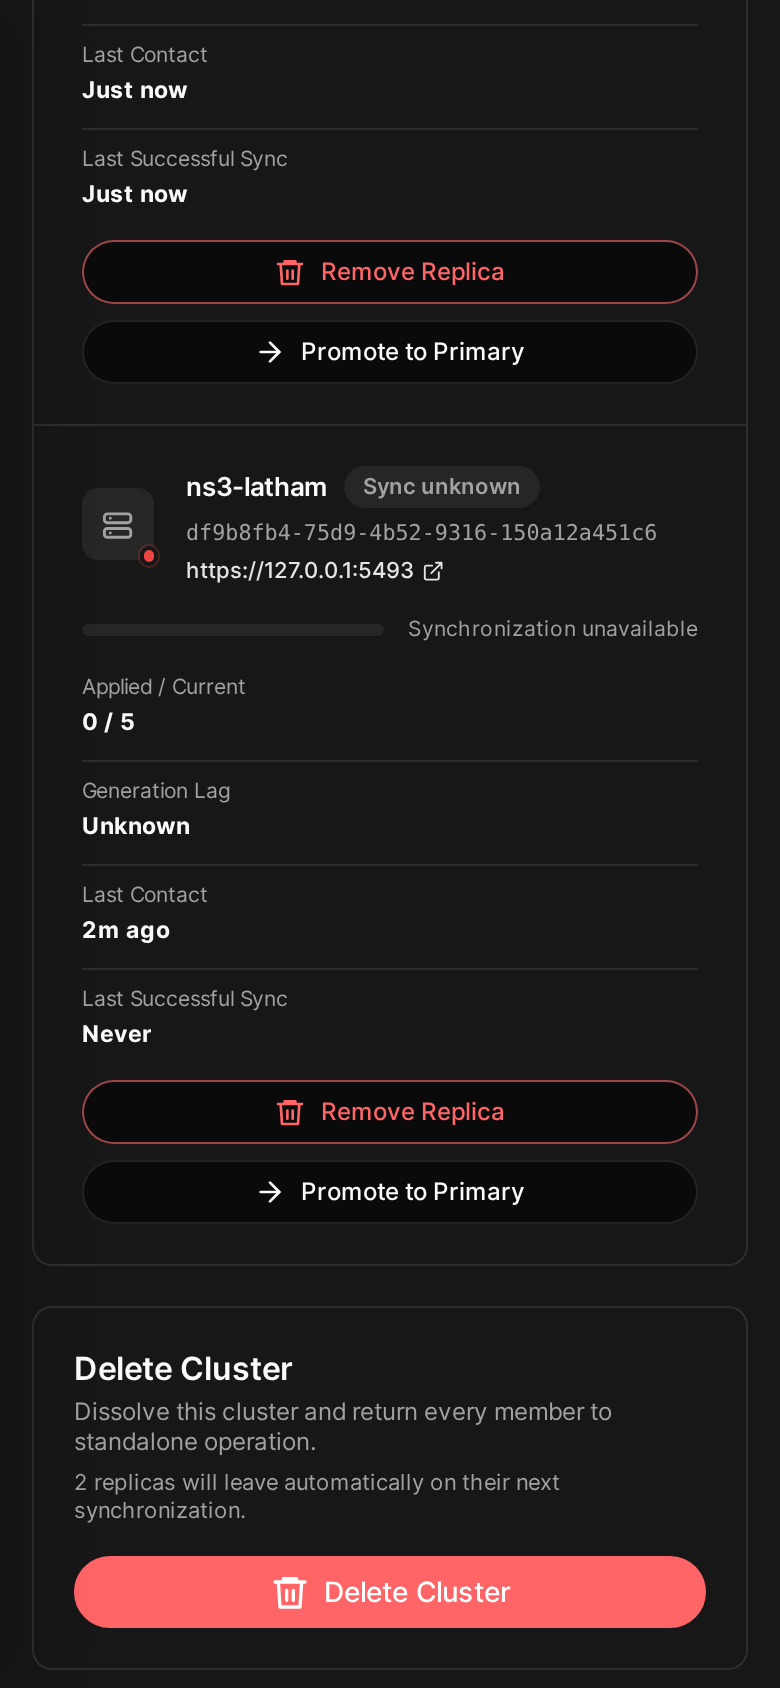 Last Contact
Just now
Last Successful Sync
Just now
Remove Replica
Promote to Primary
ns3-latham
Sync unknown
df9b8fb4-75d9-4b52-9316-150a12a451c6
https://127.0.0.1:5493
Synchronization unavailable
Applied / Current
0 / 5
Generation Lag
Unknown
Last Contact
2m ago
Last Successful Sync
Never
Remove Replica
Promote to Primary
Delete Cluster
Dissolve this cluster and return every member to
standalone operation.
2 replicas will leave automatically on their next
synchronization.
Delete Cluster